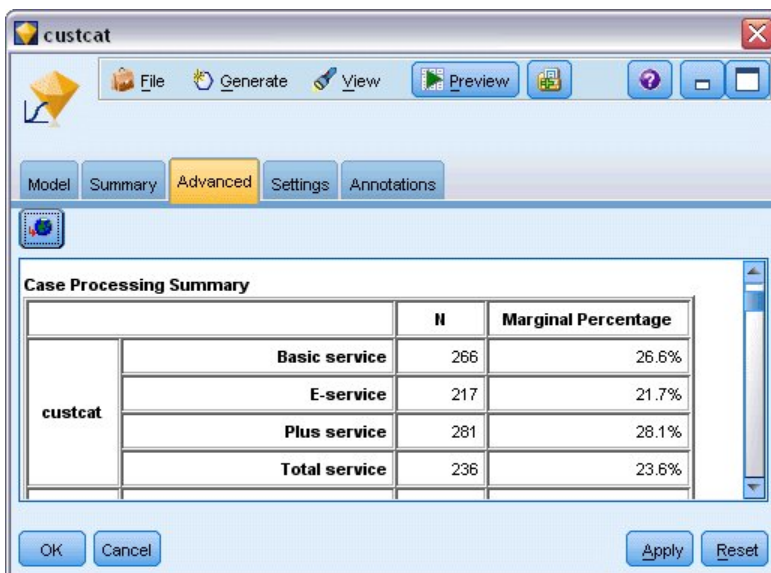 custcat
File Generate View Preview
Model Summary Advanced Settings Annotations
Case Processing Summary
N Marginal Percentage
custcat
Basic service 266 26.6%
E-service 217 21.7%
Plus service 281 28.1%
Total service 236 23.6%
OK Cancel Apply Reset